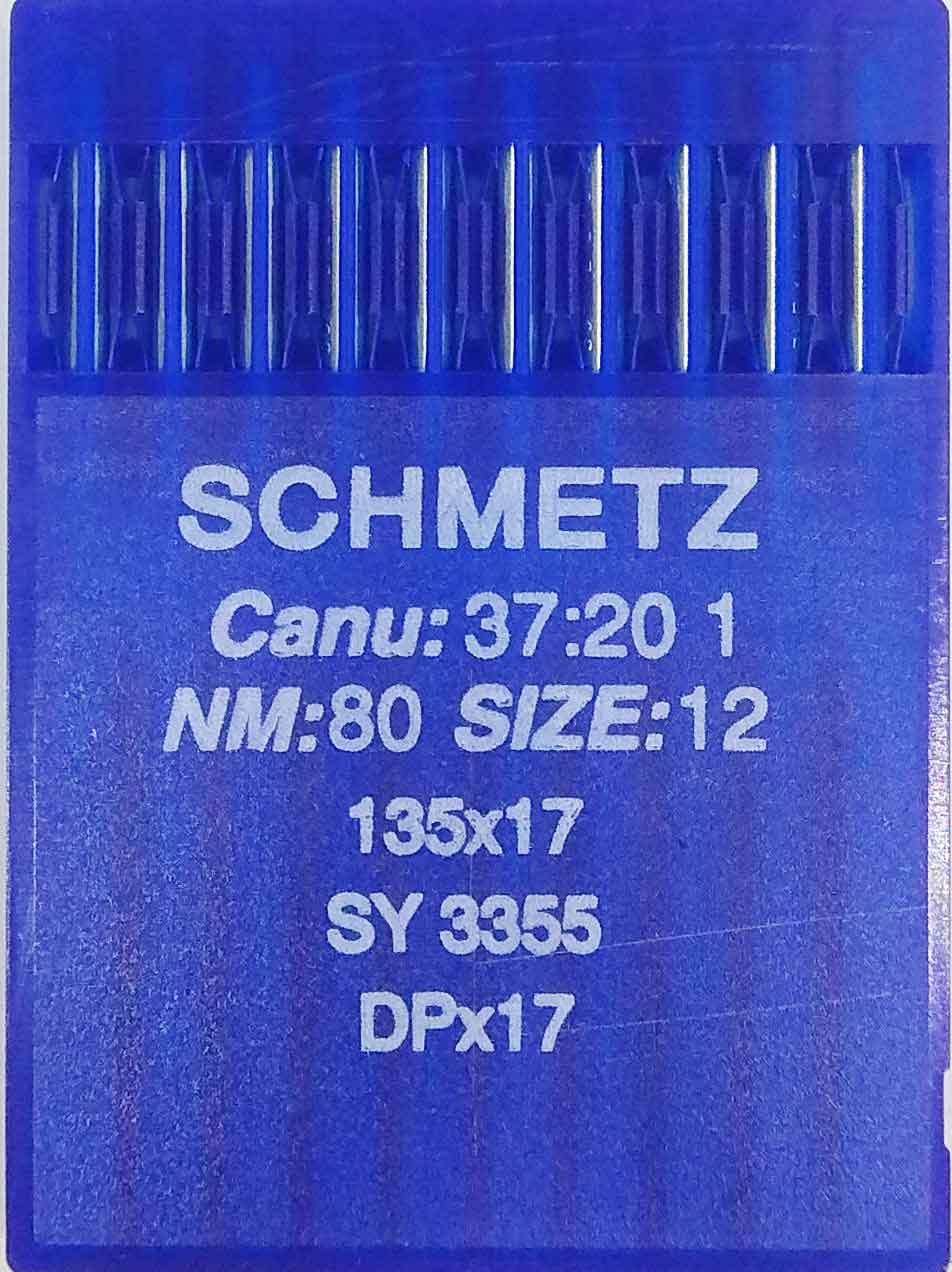 SCHMETZ
Canu: 37:20 1
NM:80 SIZE:12
135x17
SY 3355
DPx17